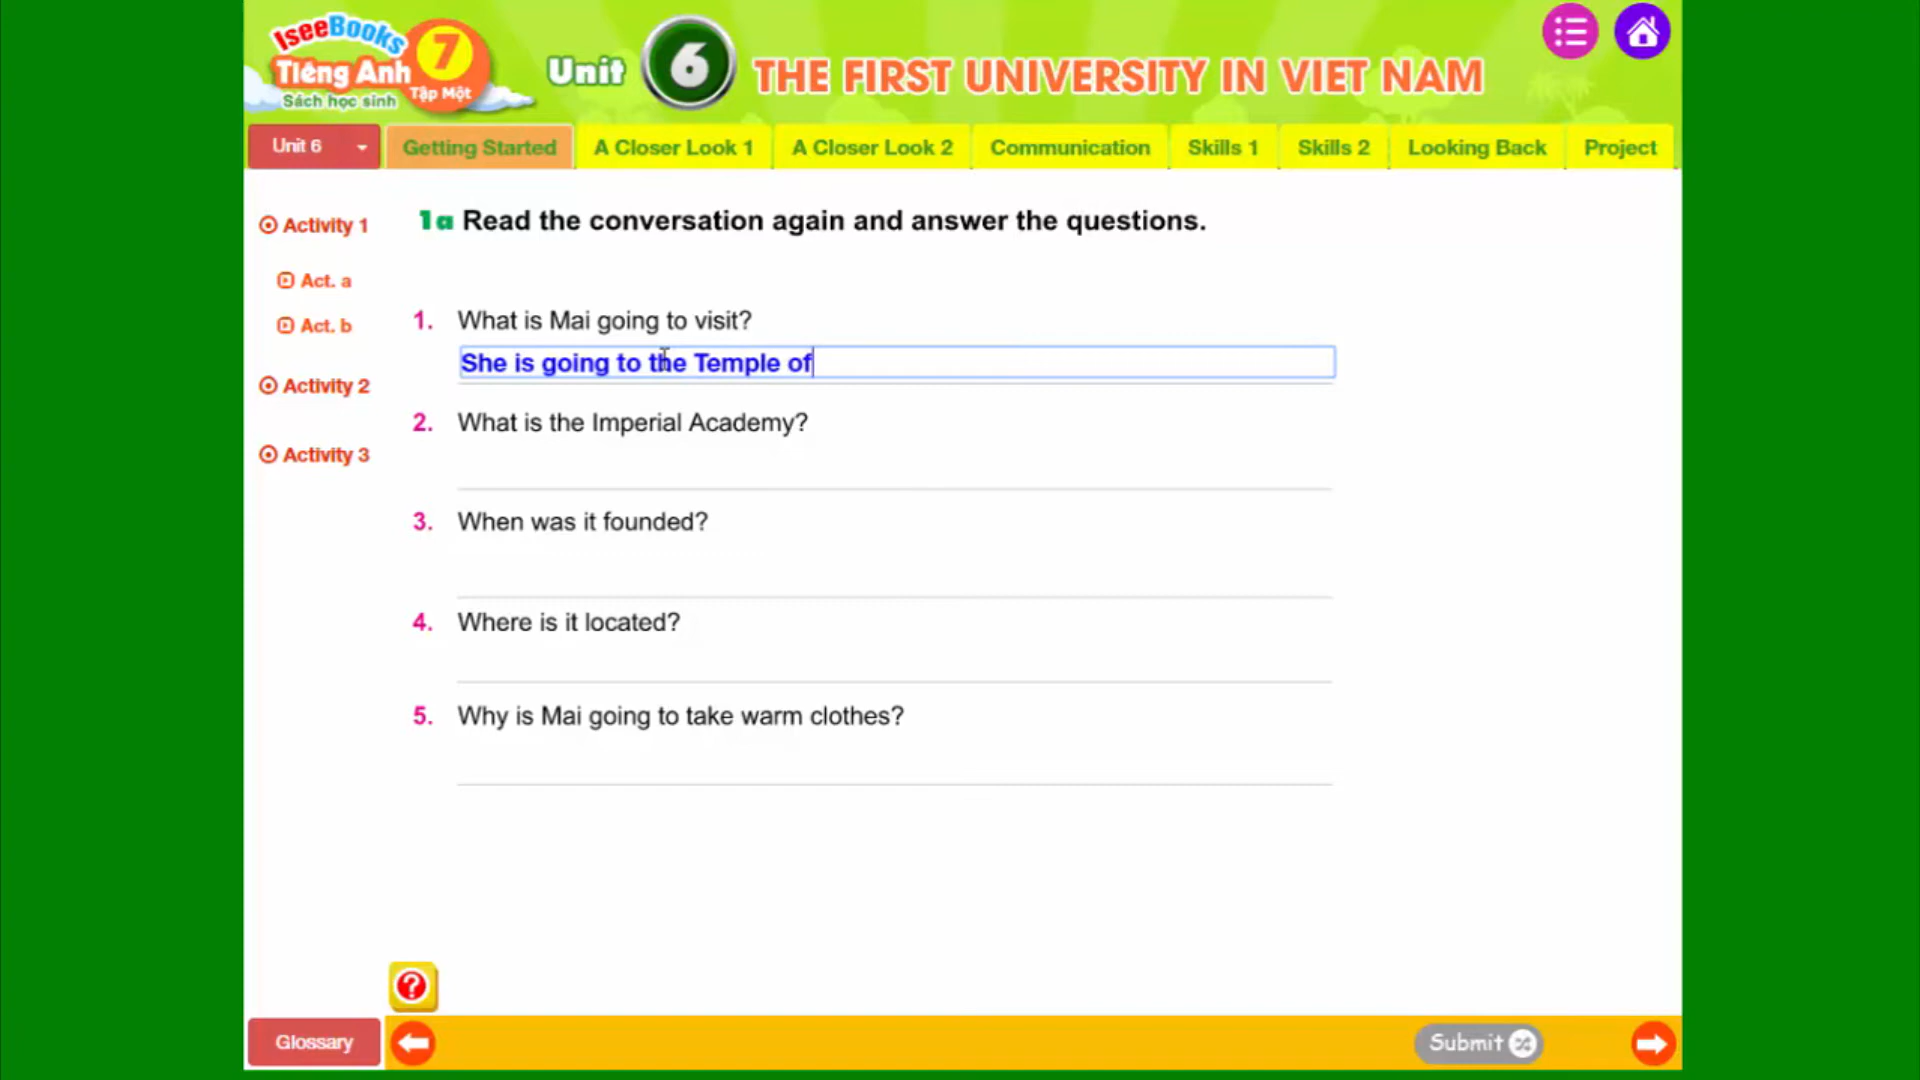 IseeBooks
Tiếng Anh
7
Tập Một
Sách học sinh
Unit 6 THE FIRST UNIVERSITY IN VIET NAM
Unit 6 Getting Started A Closer Look 1 A Closer Look 2 Communication Skills 1 Skills 2 Looking Back Project
Activity 1
Act. a
Act. b
Activity 2
Activity 3
1a Read the conversation again and answer the questions.
1. What is Mai going to visit?
She is going to the Temple of
2. What is the Imperial Academy?
3. When was it founded?
4. Where is it located?
5. Why is Mai going to take warm clothes?
?
Glossary
Submit